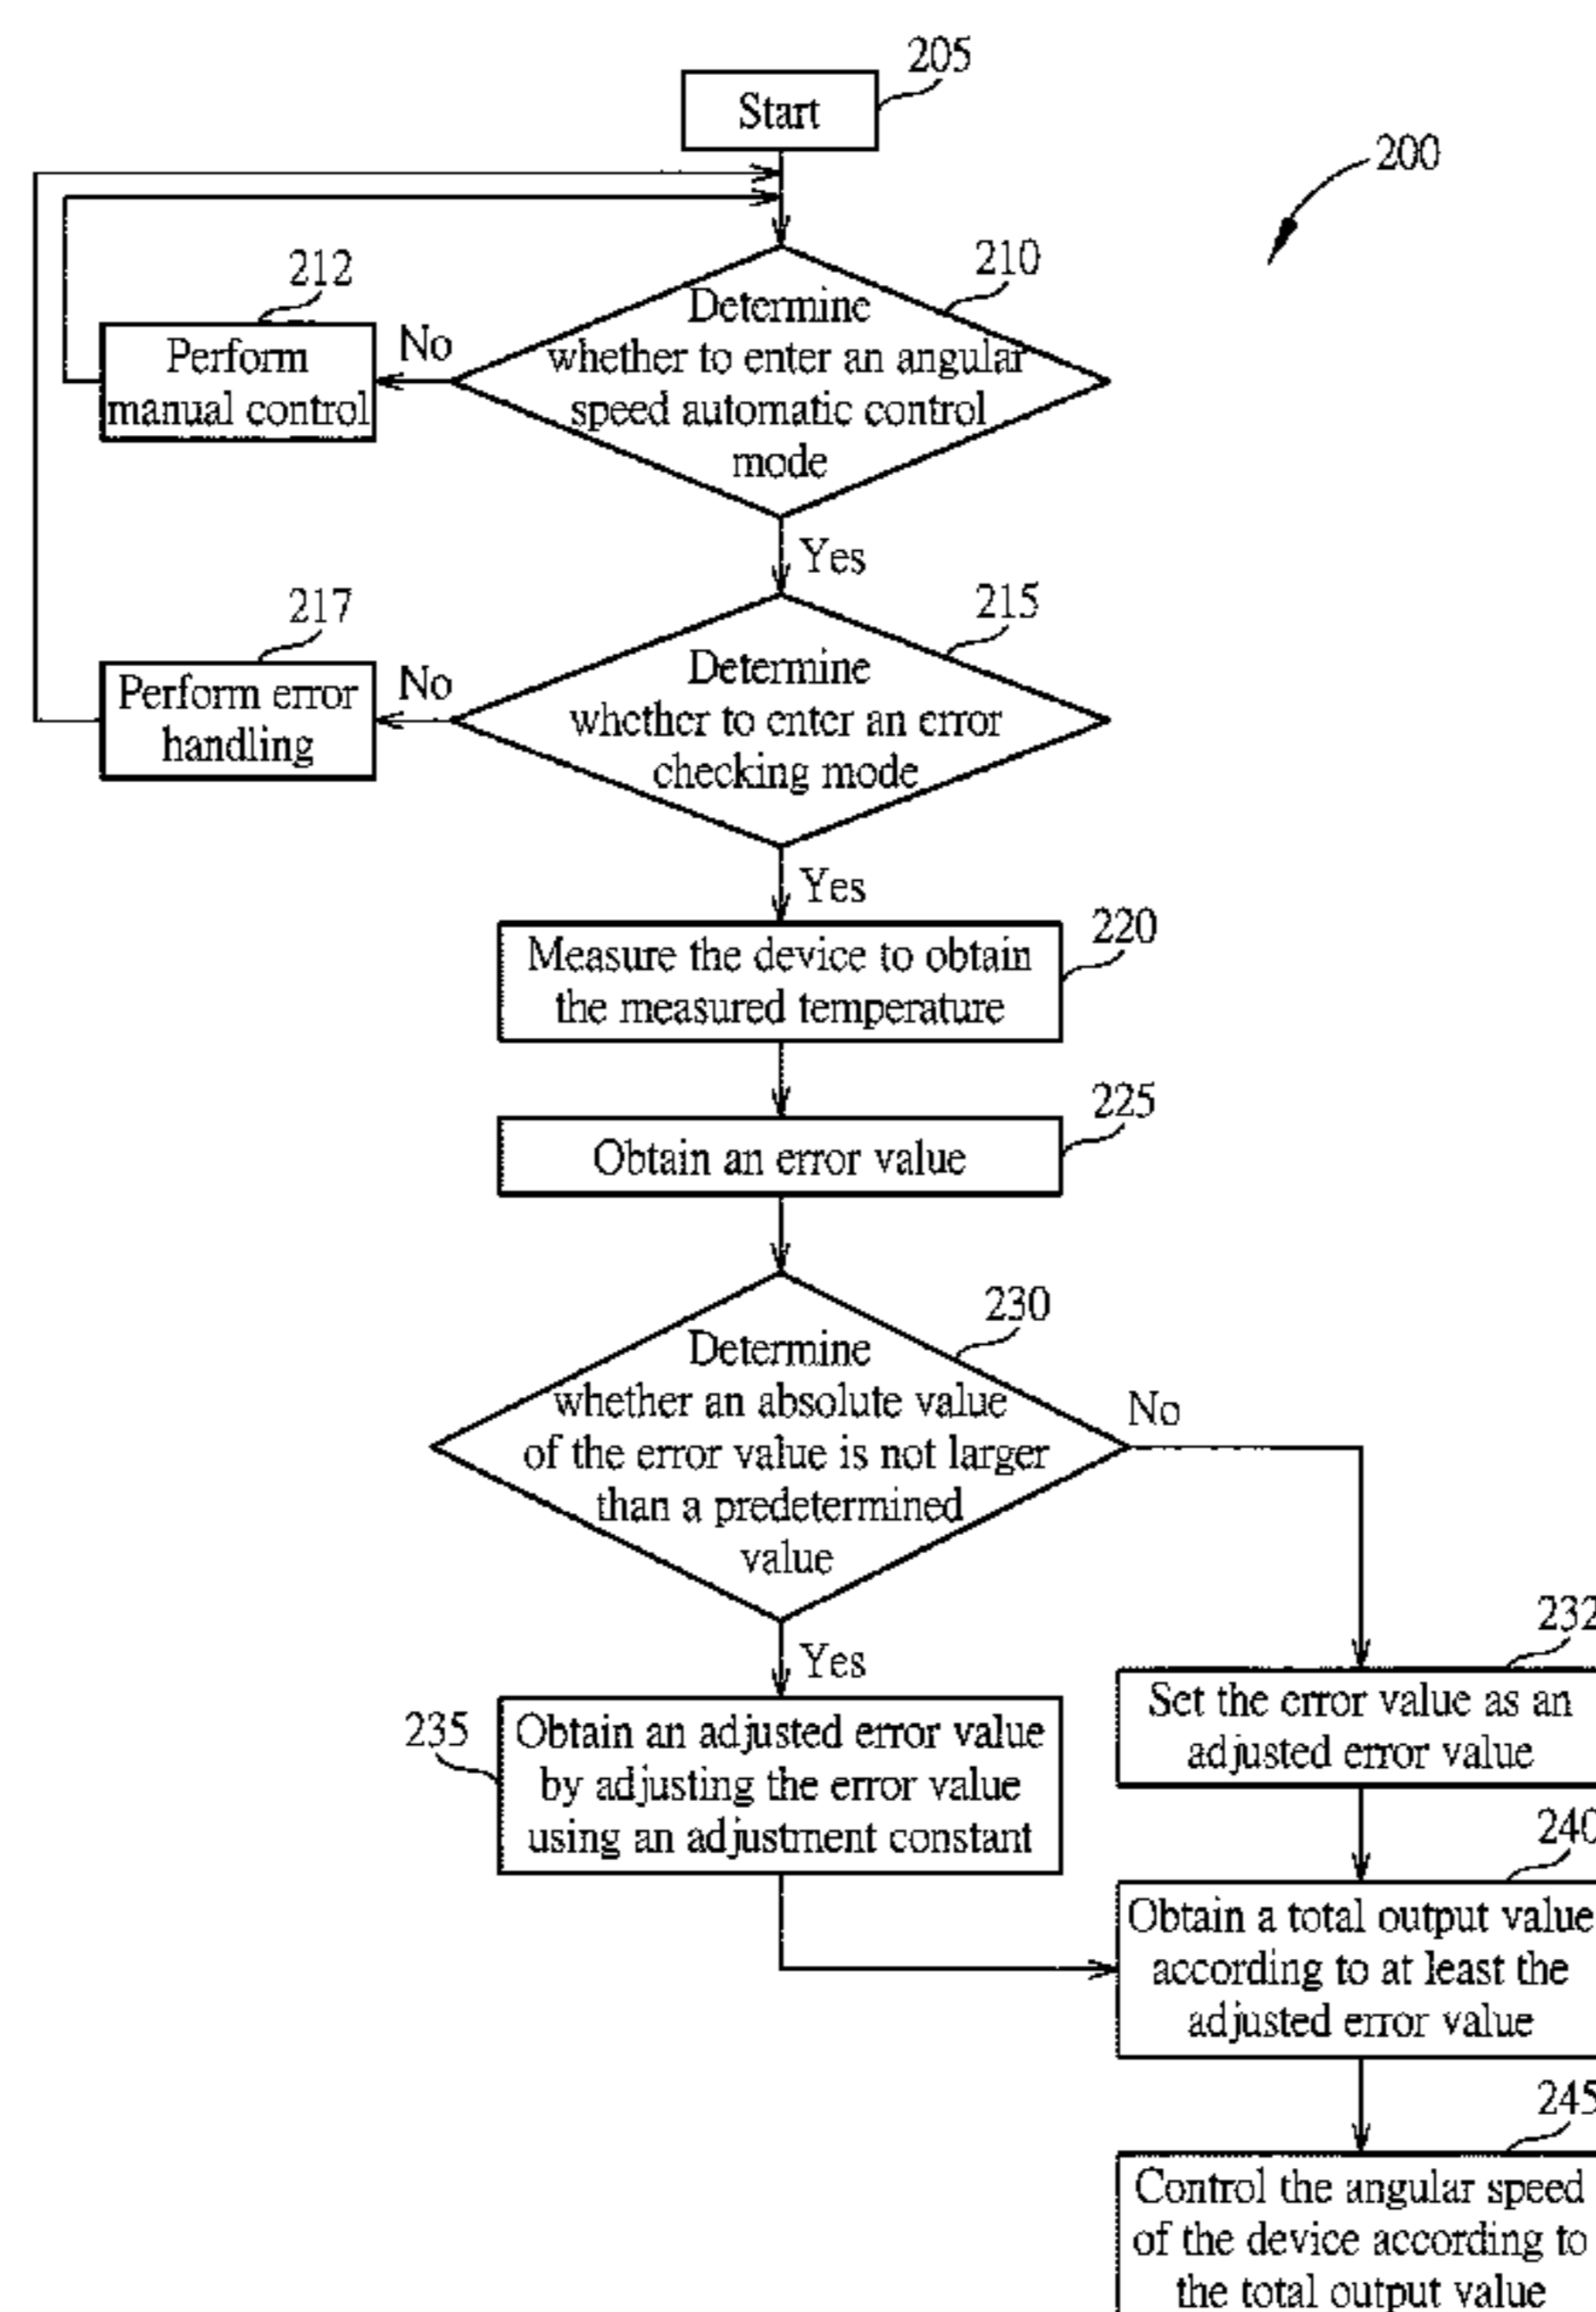 205
Start
200
210
Determine
whether to enter an angular
speed automatic control
mode
212
Perform
manual control
No
Yes
215
Determine
whether to enter an error
checking mode
217
Perform error
handling
No
Yes
220
Measure the device to obtain
the measured temperature
225
Obtain an error value
230
Determine
whether an absolute value
of the error value is not larger
than a predetermined
value
No
Yes
232
Set the error value as an
adjusted error value
235
Obtain an adjusted error value
by adjusting the error value
using an adjustment constant
240
Obtain a total output value
according to at least the
adjusted error value
245
Control the angular speed
of the device according to
the total output value